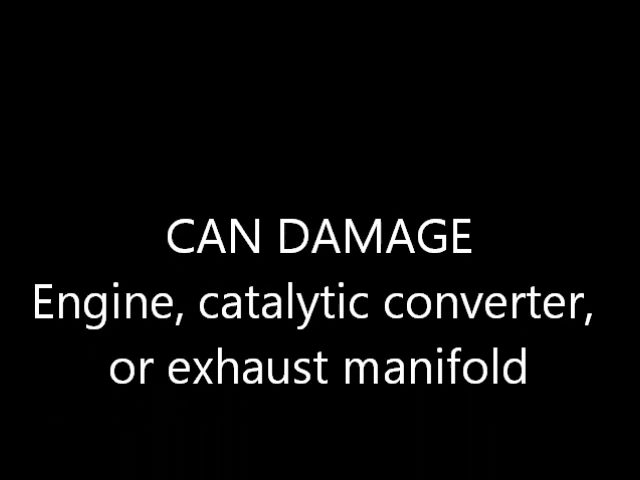 CAN DAMAGE
Engine, catalytic converter,
or exhaust manifold